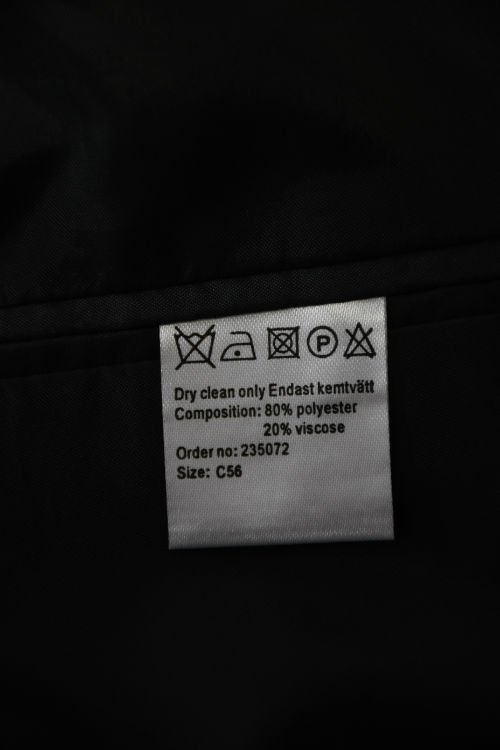 P
Dry clean only Endast kemtvätt
Composition: 80% polyester
20% viscose
Order no: 235072
Size: C56